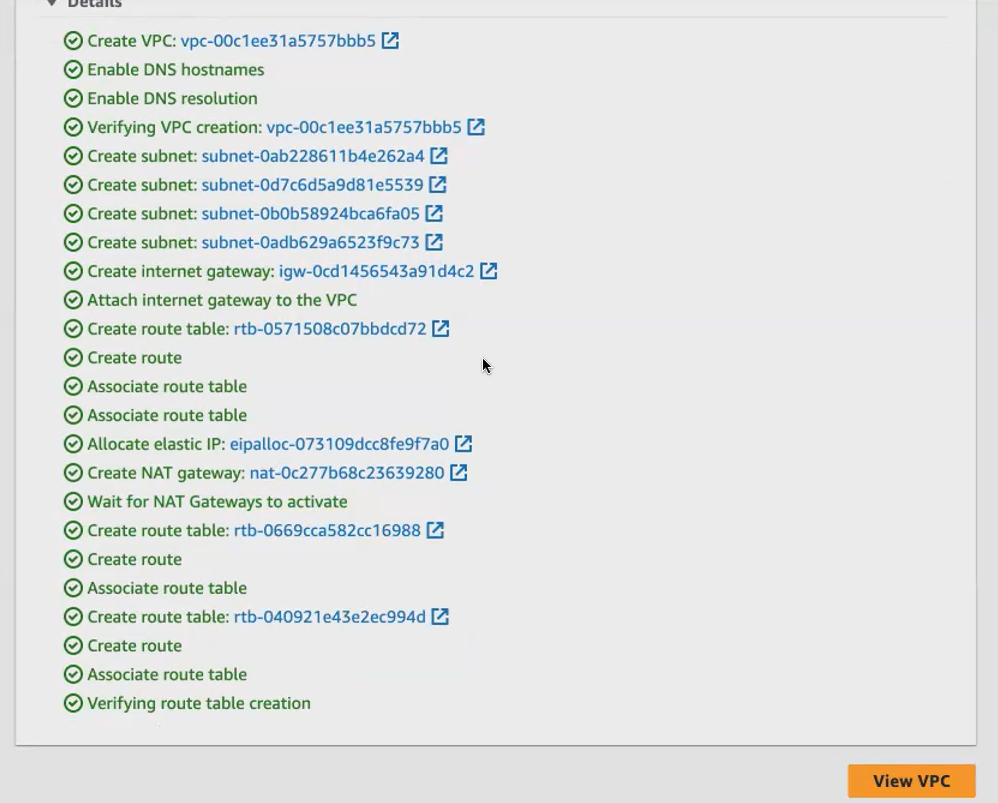 Details
Create VPC: vpc-00c1ee31a5757bbb5
Enable DNS hostnames
Enable DNS resolution
Verifying VPC creation: vpc-00c1ee31a5757bbb5
Create subnet: subnet-0ab228611b4e262a4
Create subnet: subnet-0d7c6d5a9d81e5539
Create subnet: subnet-0b0b58924bca6fa05
Create subnet: subnet-0adb629a6523f9c73
Create internet gateway: igw-0cd1456543a91d4c2
Attach internet gateway to the VPC
Create route table: rtb-0571508c07bbdcd72
Create route
Associate route table
Associate route table
Allocate elastic IP: eipalloc-073109dcc8fe9f7a0
Create NAT gateway: nat-0c277b68c23639280
Wait for NAT Gateways to activate
Create route table: rtb-0669cca582cc16988
Create route
Associate route table
Create route table: rtb-040921e43e2ec994d
Create route
Associate route table
Verifying route table creation
View VPC